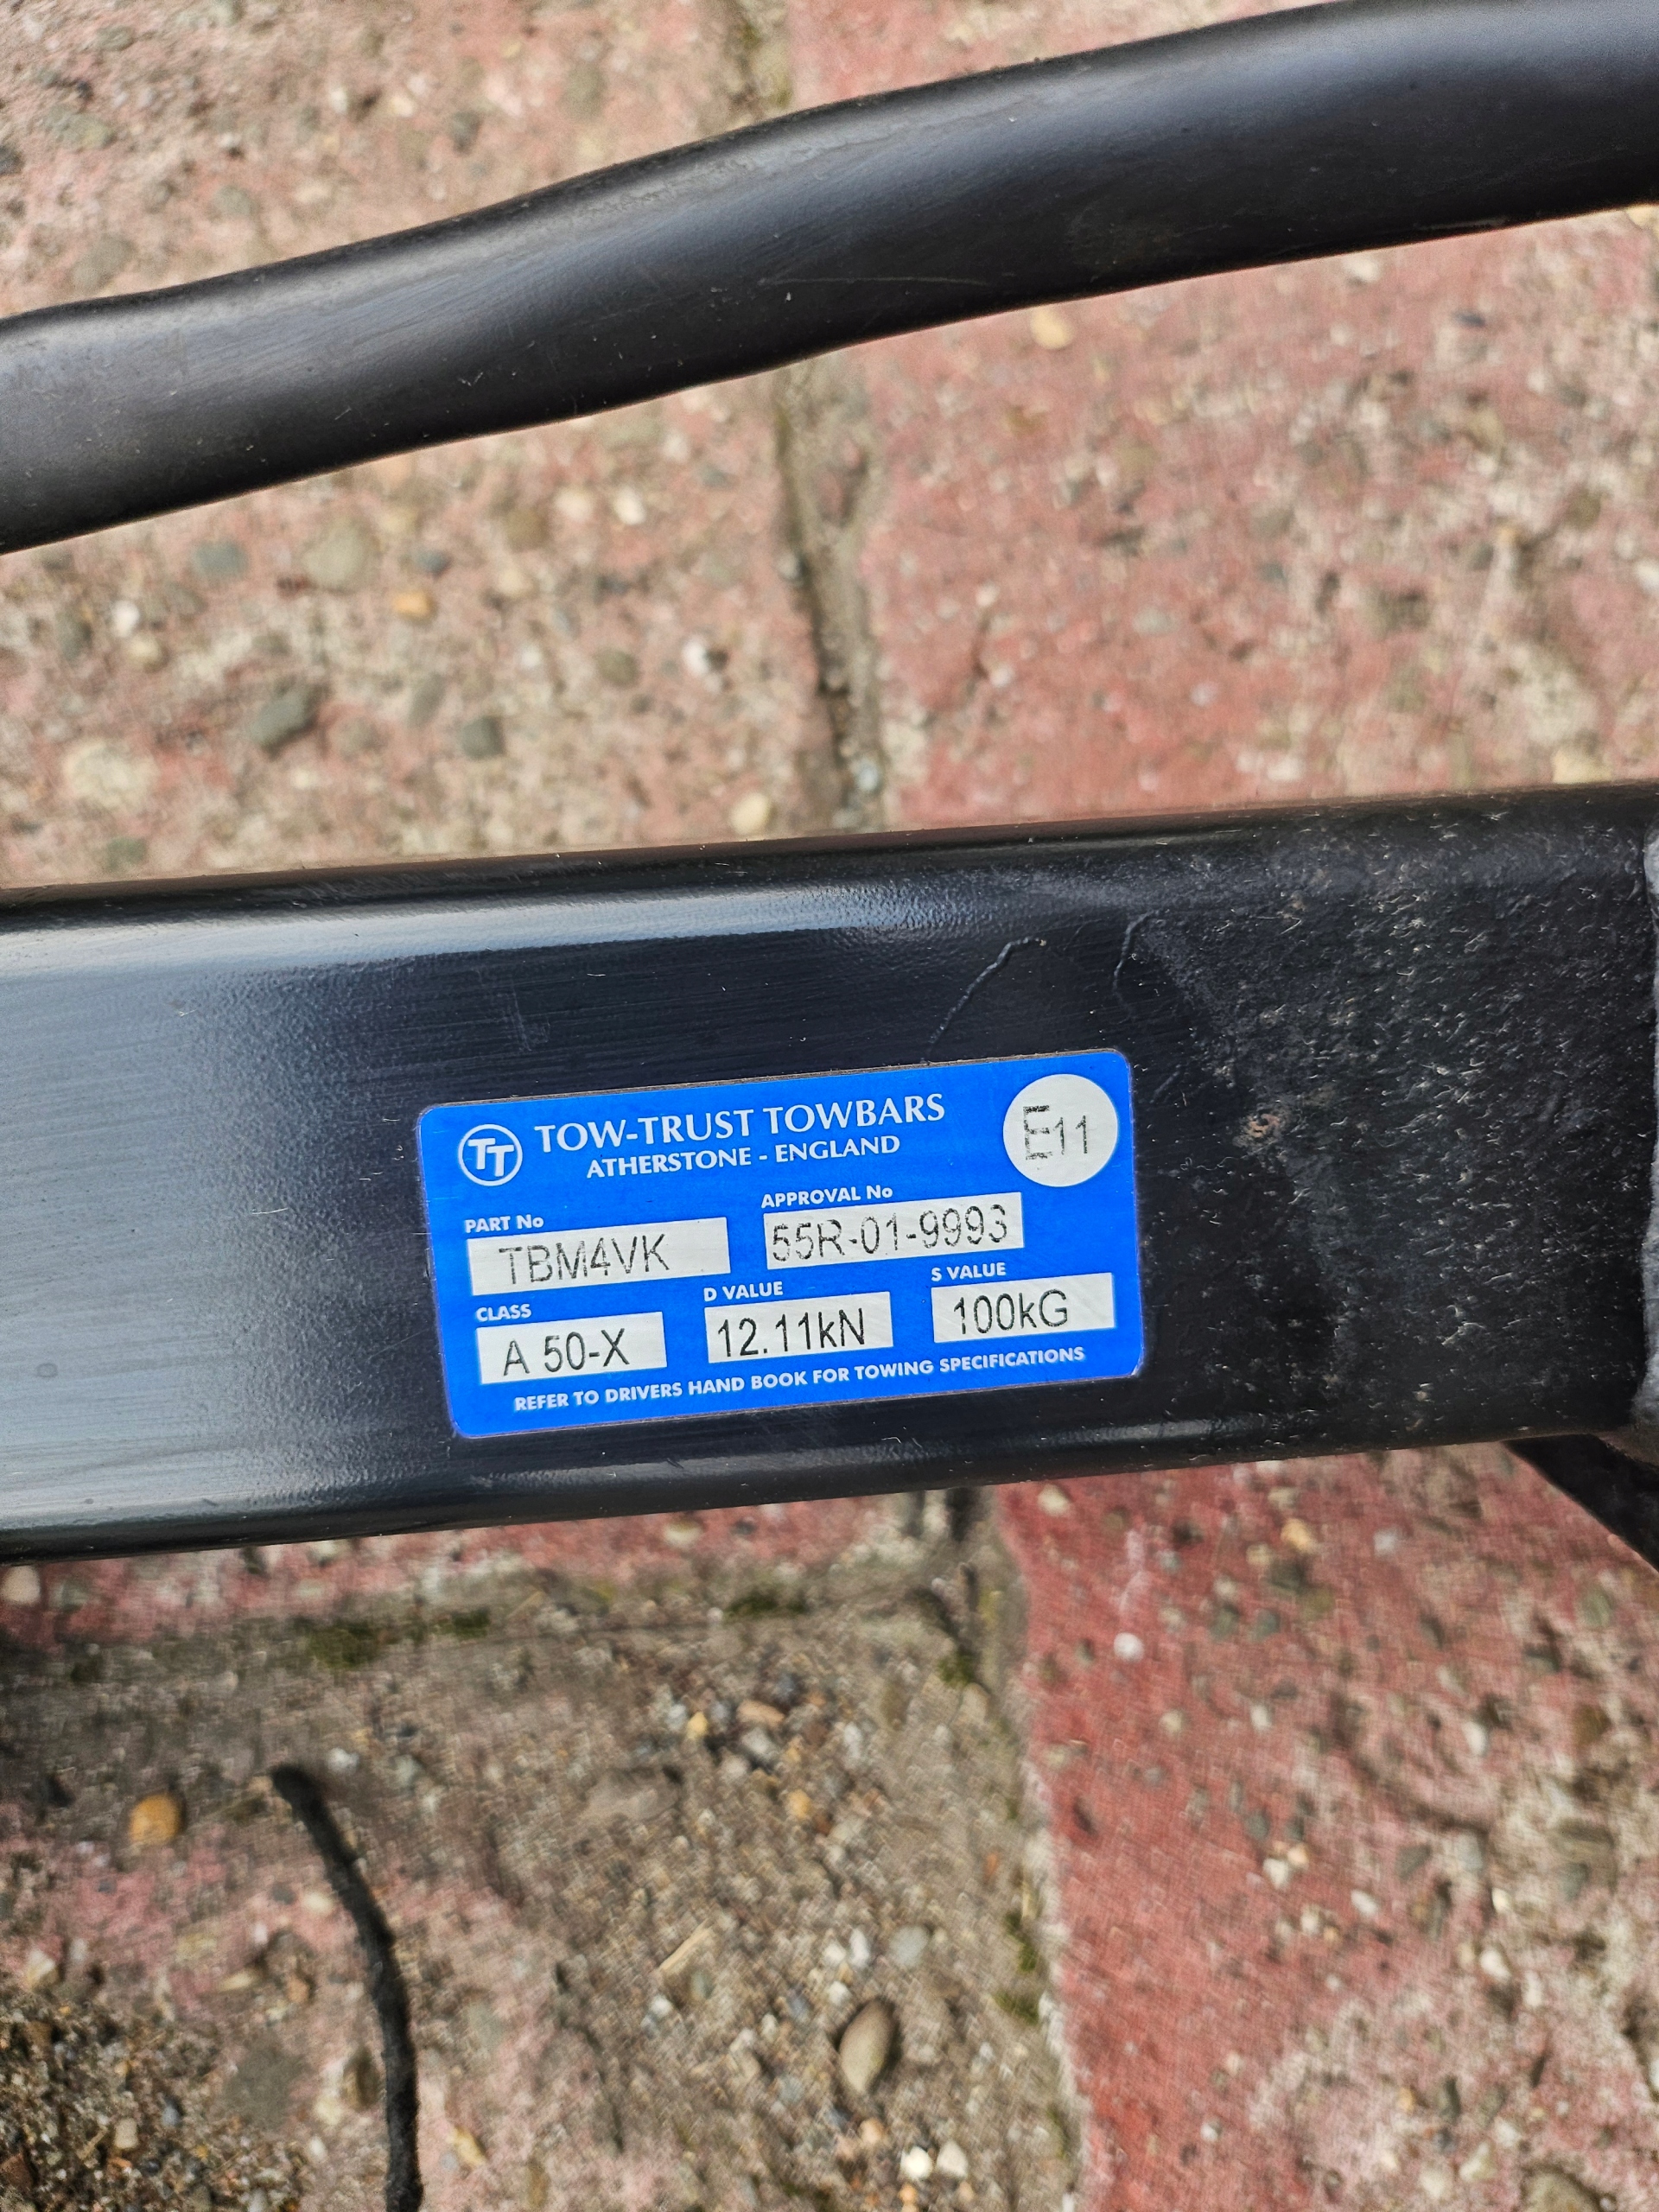 TT TOW-TRUST TOWBARS
ATHERSTONE - ENGLAND
E11
PART No
TBM4VK
APPROVAL No
55R-01-9993
CLASS
A 50-X
D VALUE
12.11kN
S VALUE
100kG
REFER TO DRIVERS HAND BOOK FOR TOWING SPECIFICATIONS